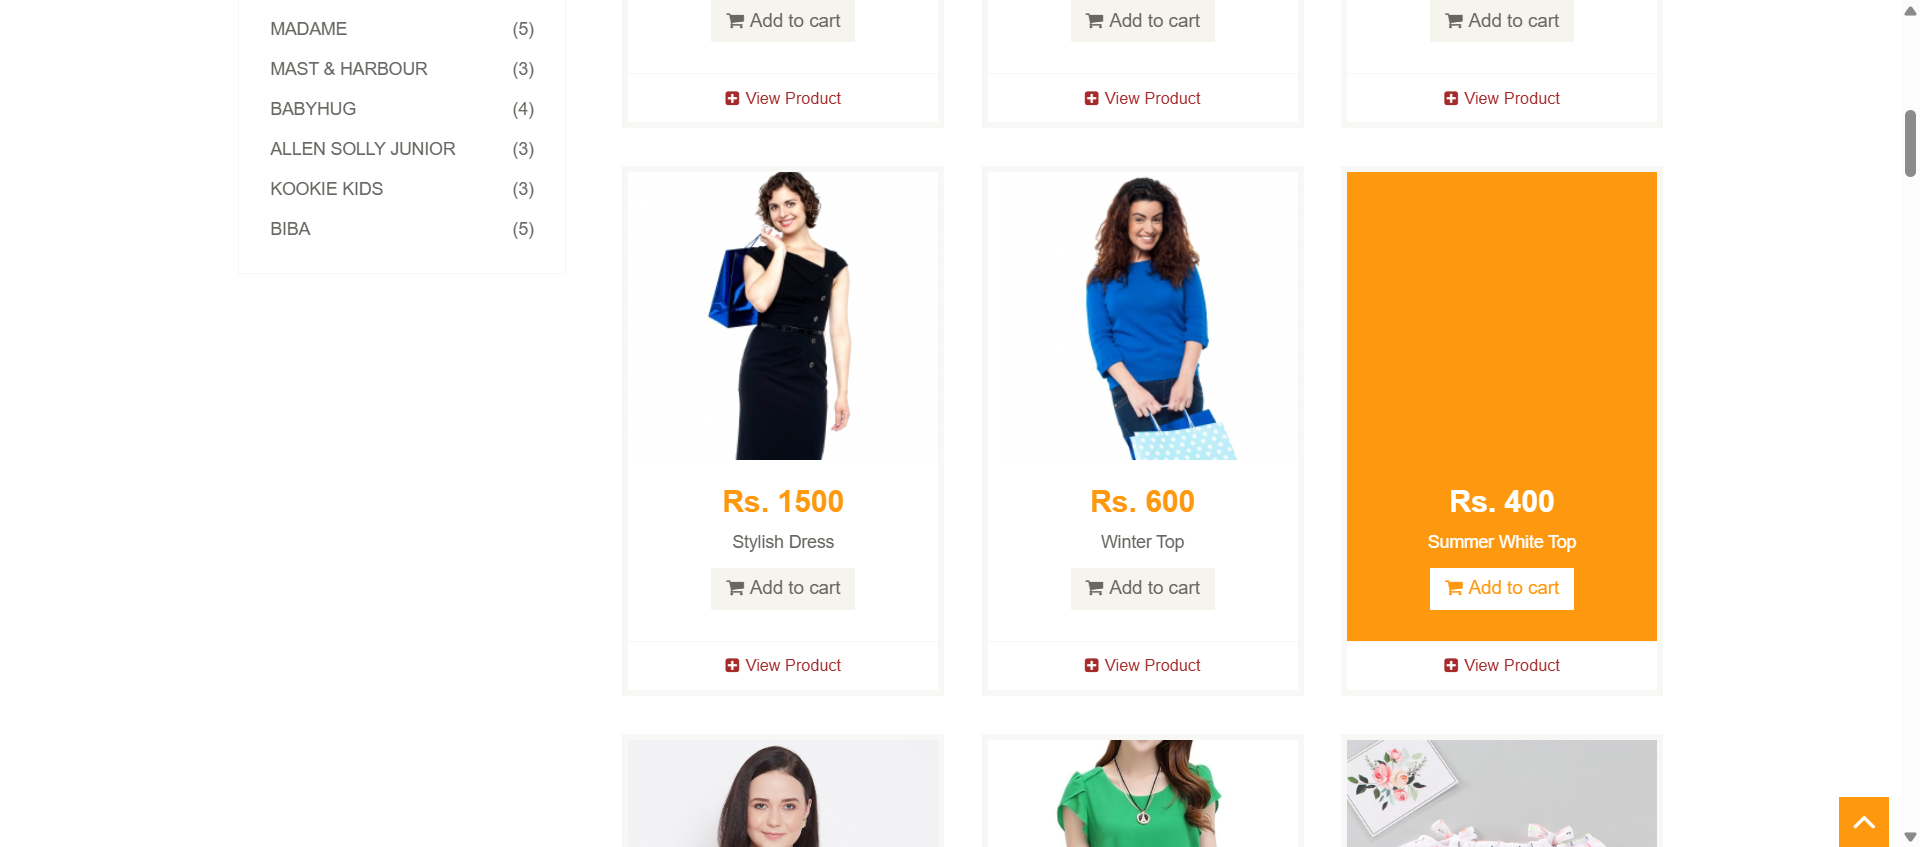 MADAME (5)
MAST & HARBOUR (3)
BABYHUG (4)
ALLEN SOLLY JUNIOR (3)
KOOKIE KIDS (3)
BIBA (5)
Add to cart
Add to cart
Add to cart
View Product
View Product
View Product
Rs. 1500
Stylish Dress
Add to cart
View Product
Rs. 600
Winter Top
Add to cart
View Product
Rs. 400
Summer White Top
Add to cart
View Product